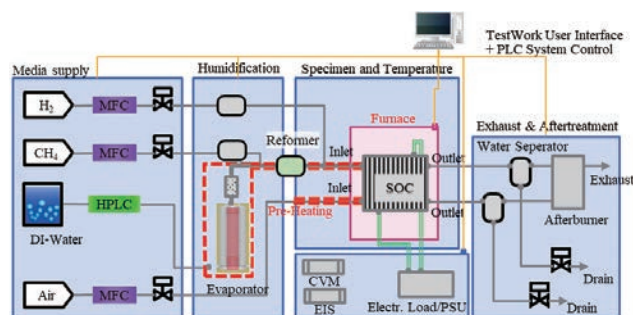 TestWork User Interface
+ PLC System Control
Media supply
Humidification
Specimen and Temperature
H₂
MFC
CH₄
MFC
HPLC
DI-Water
Air
MFC
Evaporator
Reformer
Furnace
Inlet
Inlet
Pre-Heating
SOC
Outlet
Outlet
CVM
EIS
Electr. Load/PSU
Exhaust & Aftertreatment
Water Seperator
Exhaust
Afterburner
Drain
Drain